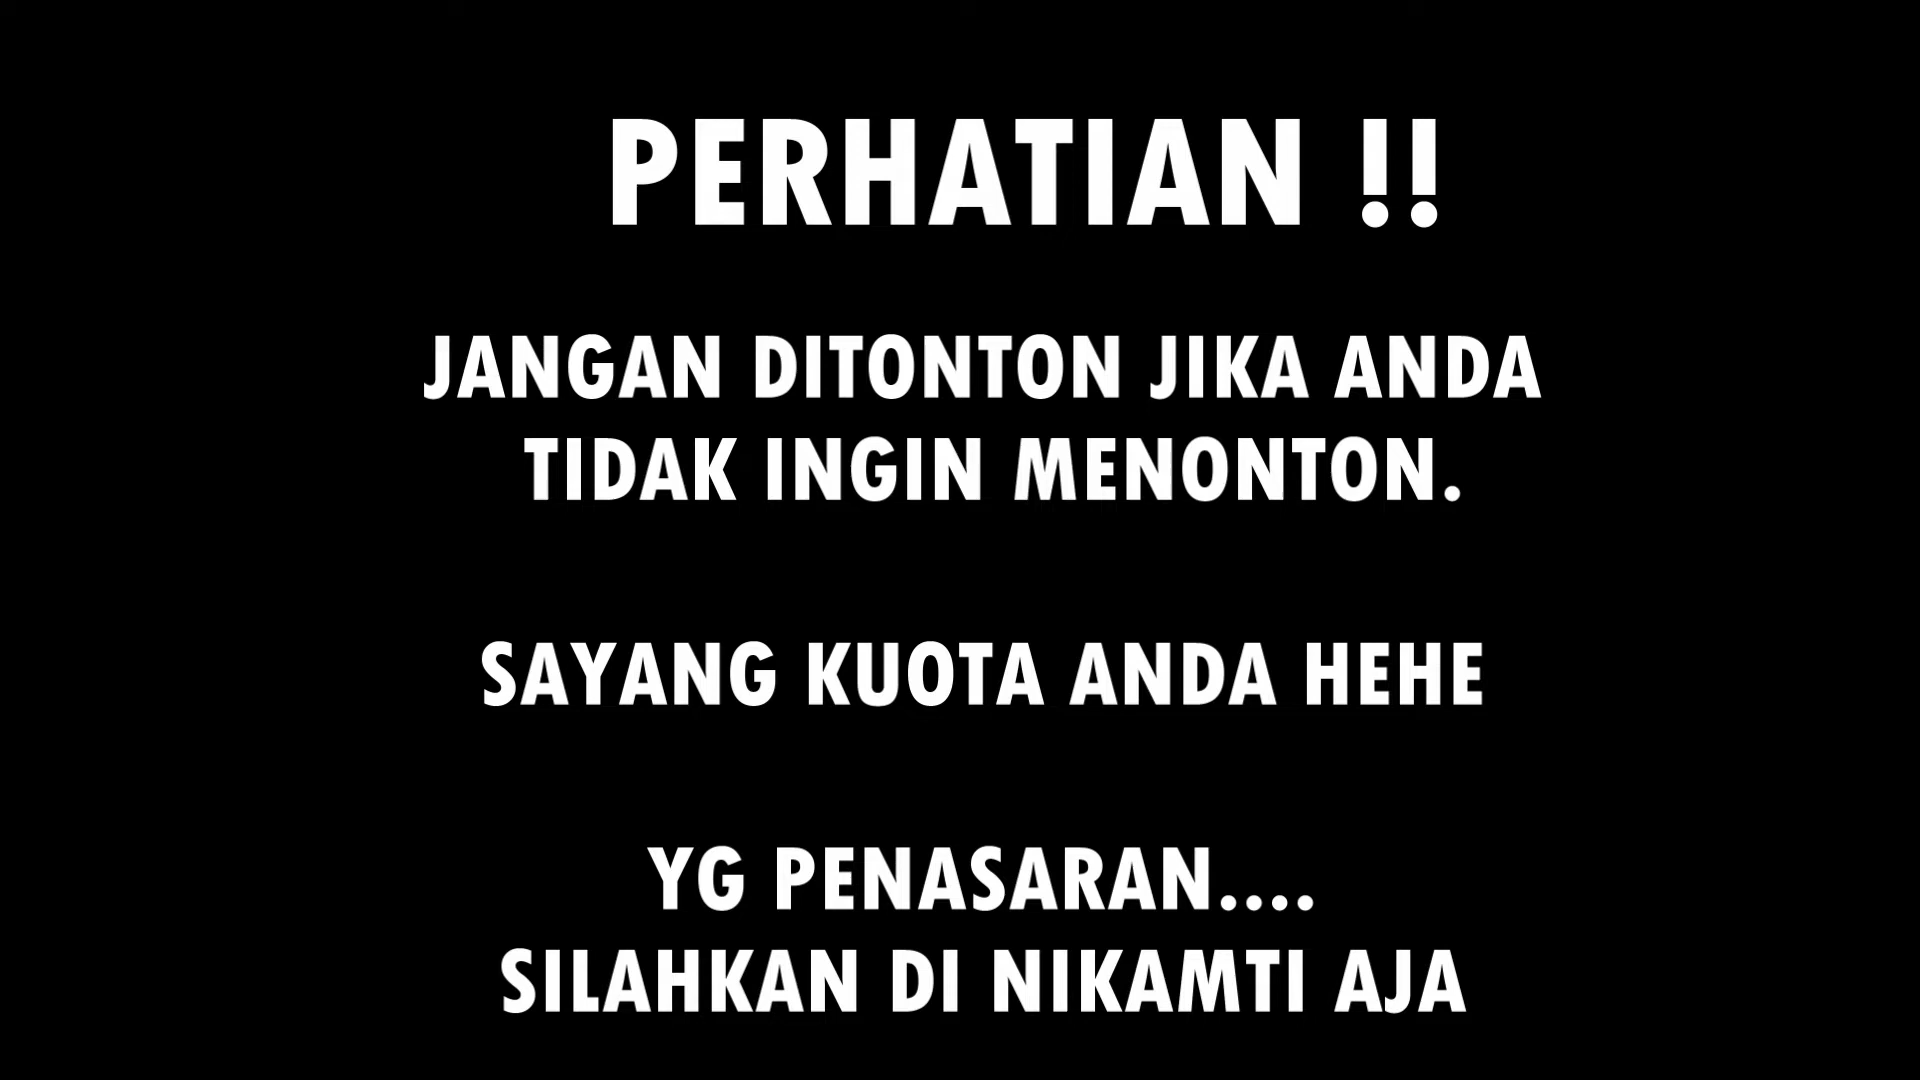 PERHATIAN !!
JANGAN DITONTON JIKA ANDA
TIDAK INGIN MENONTON.
SAYANG KUOTA ANDA HEHE
YG PENASARAN....
SILAHKAN DI NIKAMTI AJA